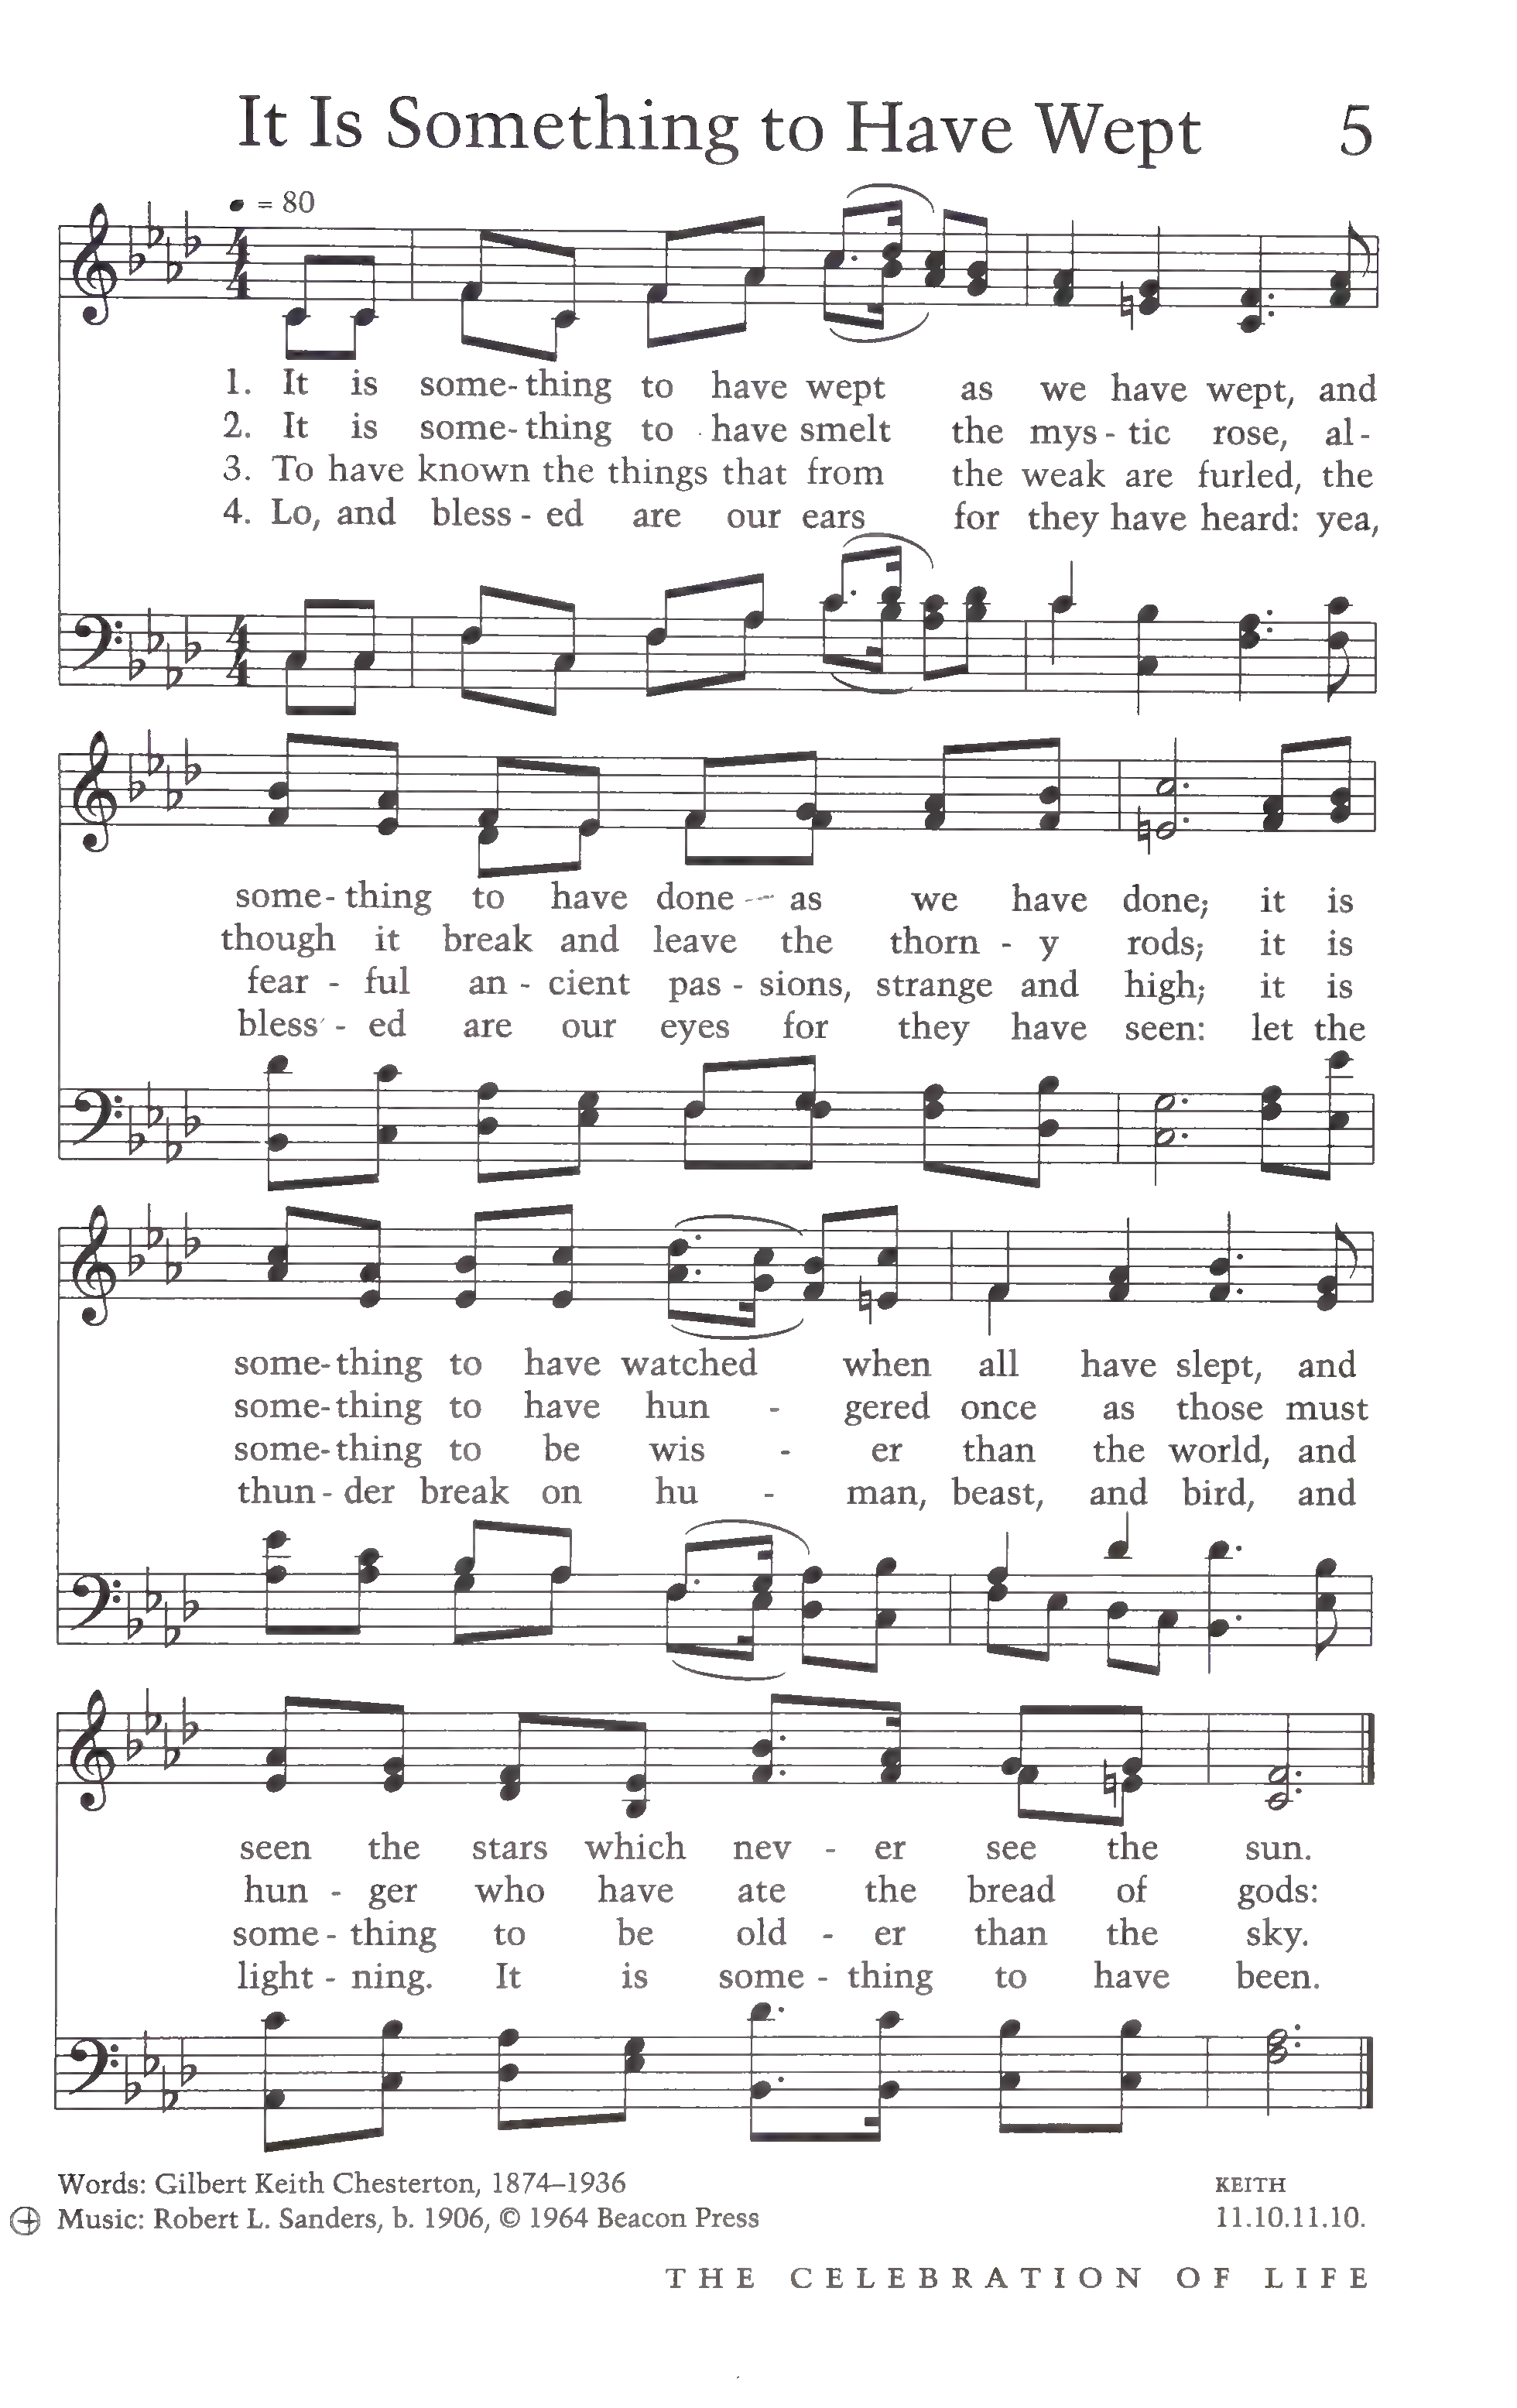 It Is Something to Have Wept 5
= 80
1. It is some-thing to have wept as we have wept, and
2. It is some-thing to have smelt the mys - tic rose, al -
3. To have known the things that from the weak are furled, the
4. Lo, and bless - ed are our ears for they have heard: yea,
some-thing to have done — as we have done; it is
though it break and leave the thorn - y rods; it is
fear - ful an - cient pas - sions, strange and high; it is
bless - ed are our eyes for they have seen: let the
some-thing to have watched when all have slept, and
some-thing to have hun - gered once as those must
some-thing to be wis - er than the world, and
thun - der break on hu - man, beast, and bird, and
seen the stars which nev - er see the sun.
hun - ger who have ate the bread of gods:
some - thing to be old - er than the sky.
light - ning. It is some - thing to have been.
Words: Gilbert Keith Chesterton, 1874–1936 KEITH
Music: Robert L. Sanders, b. 1906, © 1964 Beacon Press 11.10.11.10.
THE CELEBRATION OF LIFE